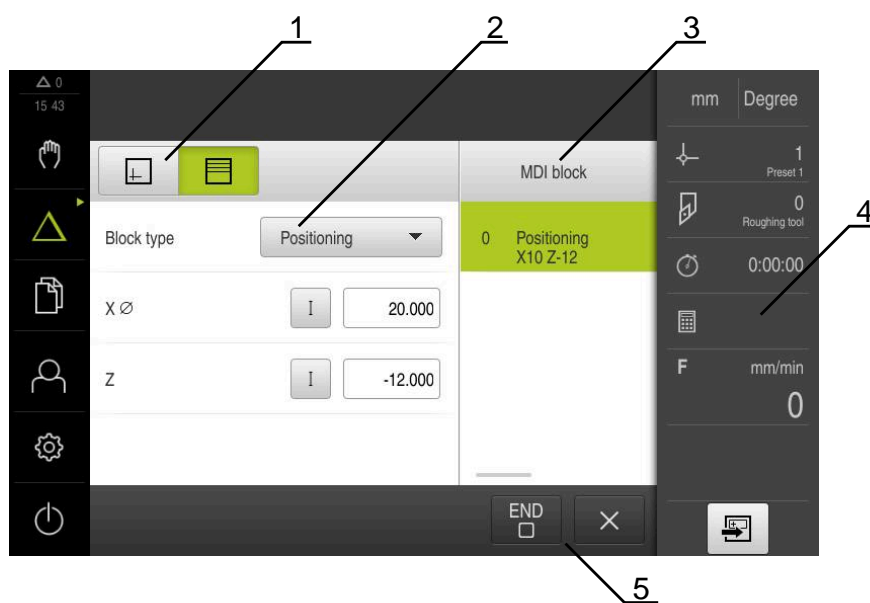 1 2 3
0
15 43
mm Degree
1
Preset 1
MDI block
0
Roughing tool
4
Block type Positioning
0 Positioning
X10 Z-12
0:00:00
X Ø I 20.000
Z I -12.000
F mm/min
0
END
5